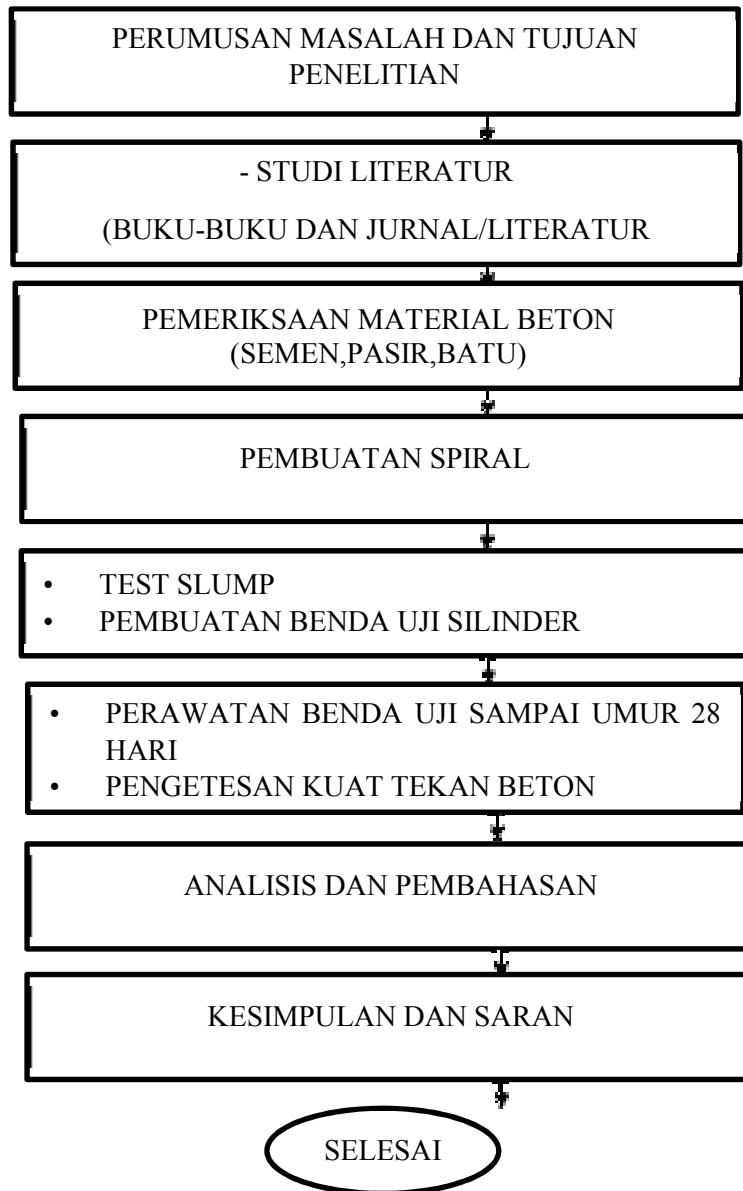 PERUMUSAN MASALAH DAN TUJUAN
PENELITIAN
- STUDI LITERATUR
(BUKU-BUKU DAN JURNAL/LITERATUR
PEMERIKSAAN MATERIAL BETON
(SEMEN,PASIR,BATU)
PEMBUATAN SPIRAL
• TEST SLUMP
• PEMBUATAN BENDA UJI SILINDER
• PERAWATAN BENDA UJI SAMPAI UMUR 28
HARI
• PENGETESAN KUAT TEKAN BETON
ANALISIS DAN PEMBAHASAN
KESIMPULAN DAN SARAN
SELESAI